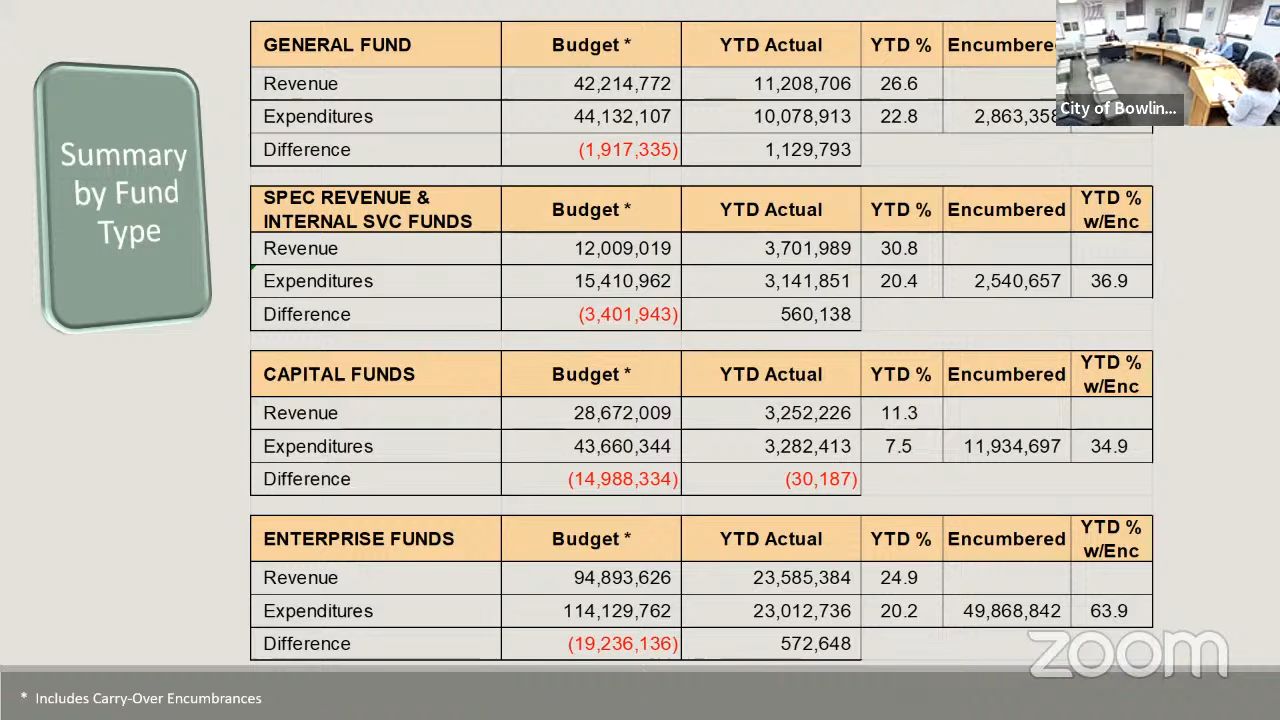 Summary
by Fund
Type
GENERAL FUND Budget * YTD Actual YTD % Encumbere
Revenue 42,214,772 11,208,706 26.6
Expenditures 44,132,107 10,078,913 22.8 2,863,358
Difference (1,917,335) 1,129,793
City of Bowlin...
SPEC REVENUE &
INTERNAL SVC FUNDS Budget * YTD Actual YTD % Encumbered YTD % w/Enc
Revenue 12,009,019 3,701,989 30.8
Expenditures 15,410,962 3,141,851 20.4 2,540,657 36.9
Difference (3,401,943) 560,138
CAPITAL FUNDS Budget * YTD Actual YTD % Encumbered YTD % w/Enc
Revenue 28,672,009 3,252,226 11.3
Expenditures 43,660,344 3,282,413 7.5 11,934,697 34.9
Difference (14,988,334) (30,187)
ENTERPRISE FUNDS Budget * YTD Actual YTD % Encumbered YTD % w/Enc
Revenue 94,893,626 23,585,384 24.9
Expenditures 114,129,762 23,012,736 20.2 49,868,842 63.9
Difference (19,236,136) 572,648
zoom
* Includes Carry-Over Encumbrances